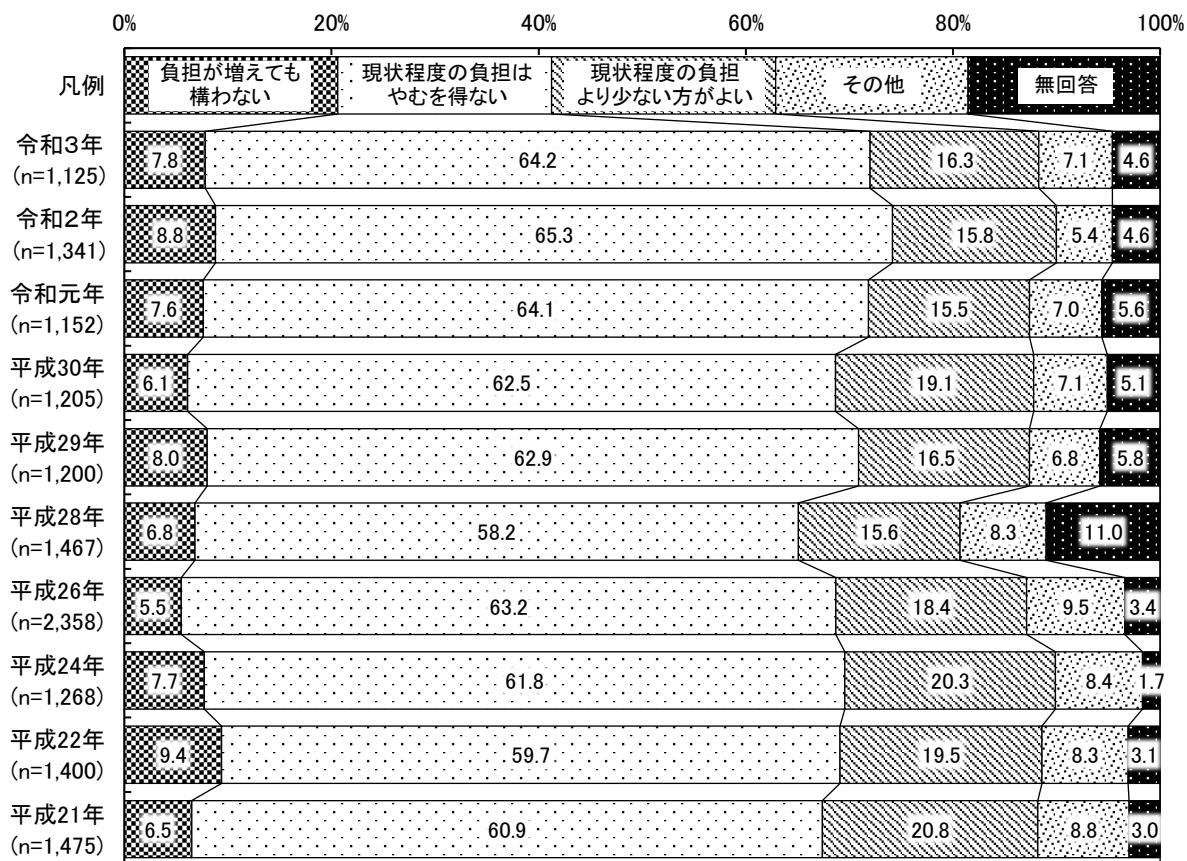 0% 20% 40% 60% 80% 100%
凡例
負担が増えても
構わない
現状程度の負担は
やむを得ない
現状程度の負担
より少ない方がよい
その他
無回答
令和3年
(n=1,125)
7.8 64.2 16.3 7.1 4.6
令和2年
(n=1,341)
8.8 65.3 15.8 5.4 4.6
令和元年
(n=1,152)
7.6 64.1 15.5 7.0 5.6
平成30年
(n=1,205)
6.1 62.5 19.1 7.1 5.1
平成29年
(n=1,200)
8.0 62.9 16.5 6.8 5.8
平成28年
(n=1,467)
6.8 58.2 15.6 8.3 11.0
平成26年
(n=2,358)
5.5 63.2 18.4 9.5 3.4
平成24年
(n=1,268)
7.7 61.8 20.3 8.4 1.7
平成22年
(n=1,400)
9.4 59.7 19.5 8.3 3.1
平成21年
(n=1,475)
6.5 60.9 20.8 8.8 3.0